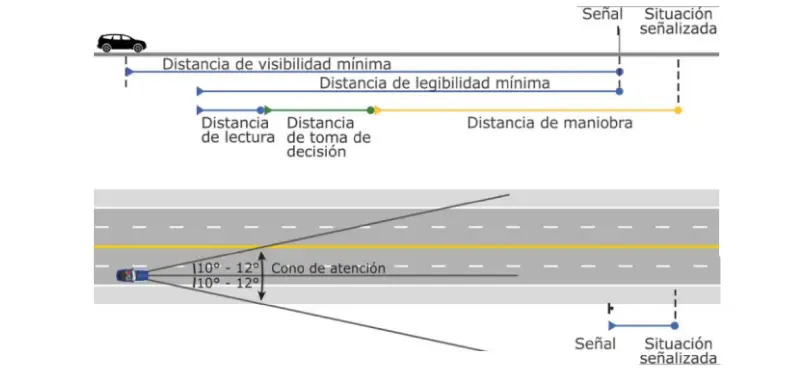 Señal
Situación
señalizada
Distancia de visibilidad mínima
Distancia de legibilidad mínima
Distancia
de lectura
Distancia
de toma de
decisión
Distancia de maniobra
10° - 12°
Cono de atención
10° - 12°
Señal
Situación
señalizada